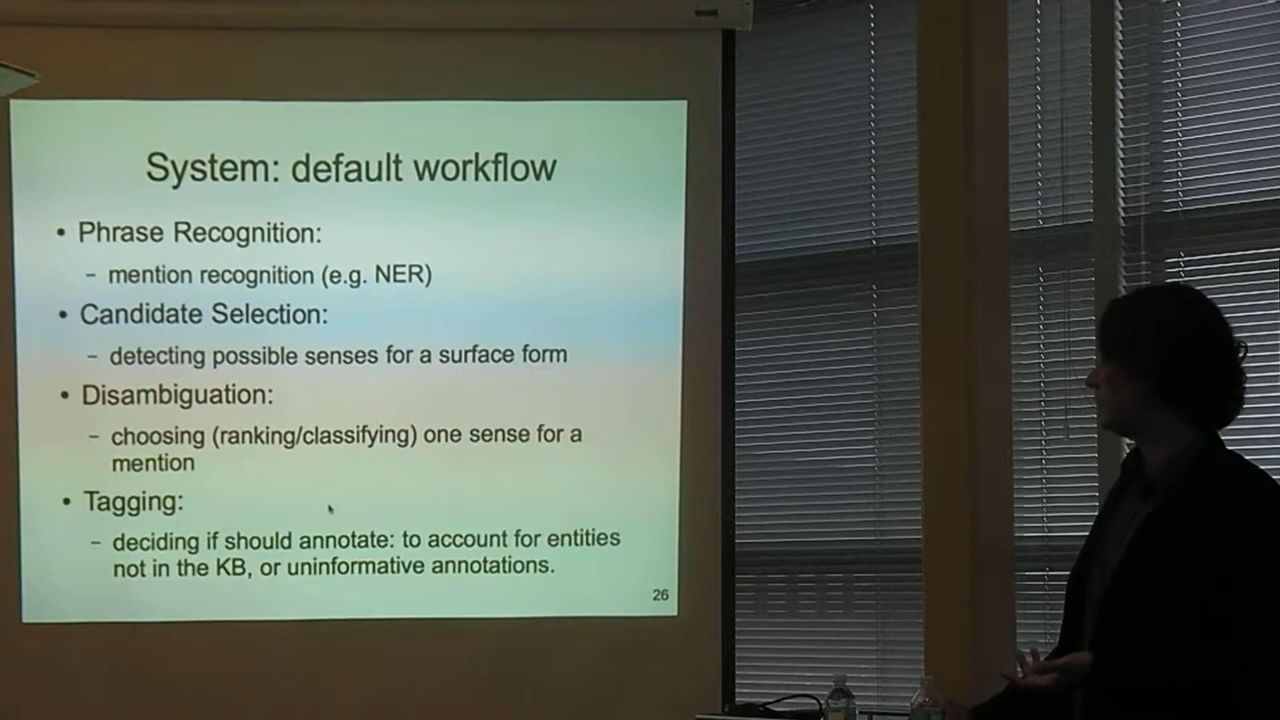 System: default workflow
• Phrase Recognition:
– mention recognition (e.g. NER)
• Candidate Selection:
– detecting possible senses for a surface form
• Disambiguation:
– choosing (ranking/classifying) one sense for a
mention
• Tagging:
– deciding if should annotate: to account for entities
not in the KB, or uninformative annotations.
26